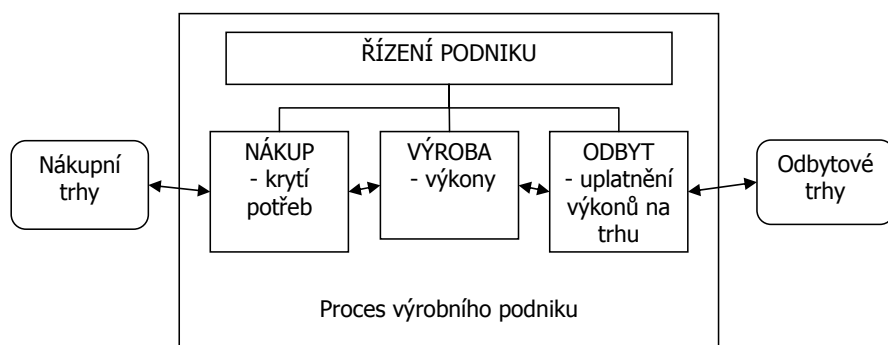 ŘÍZENÍ PODNIKU
Nákupní
trhy
NÁKUP
- krytí
potřeb
VÝROBA
- výkony
ODBYT
- uplatnění
výkonů na
trhu
Odbytové
trhy
Proces výrobního podniku